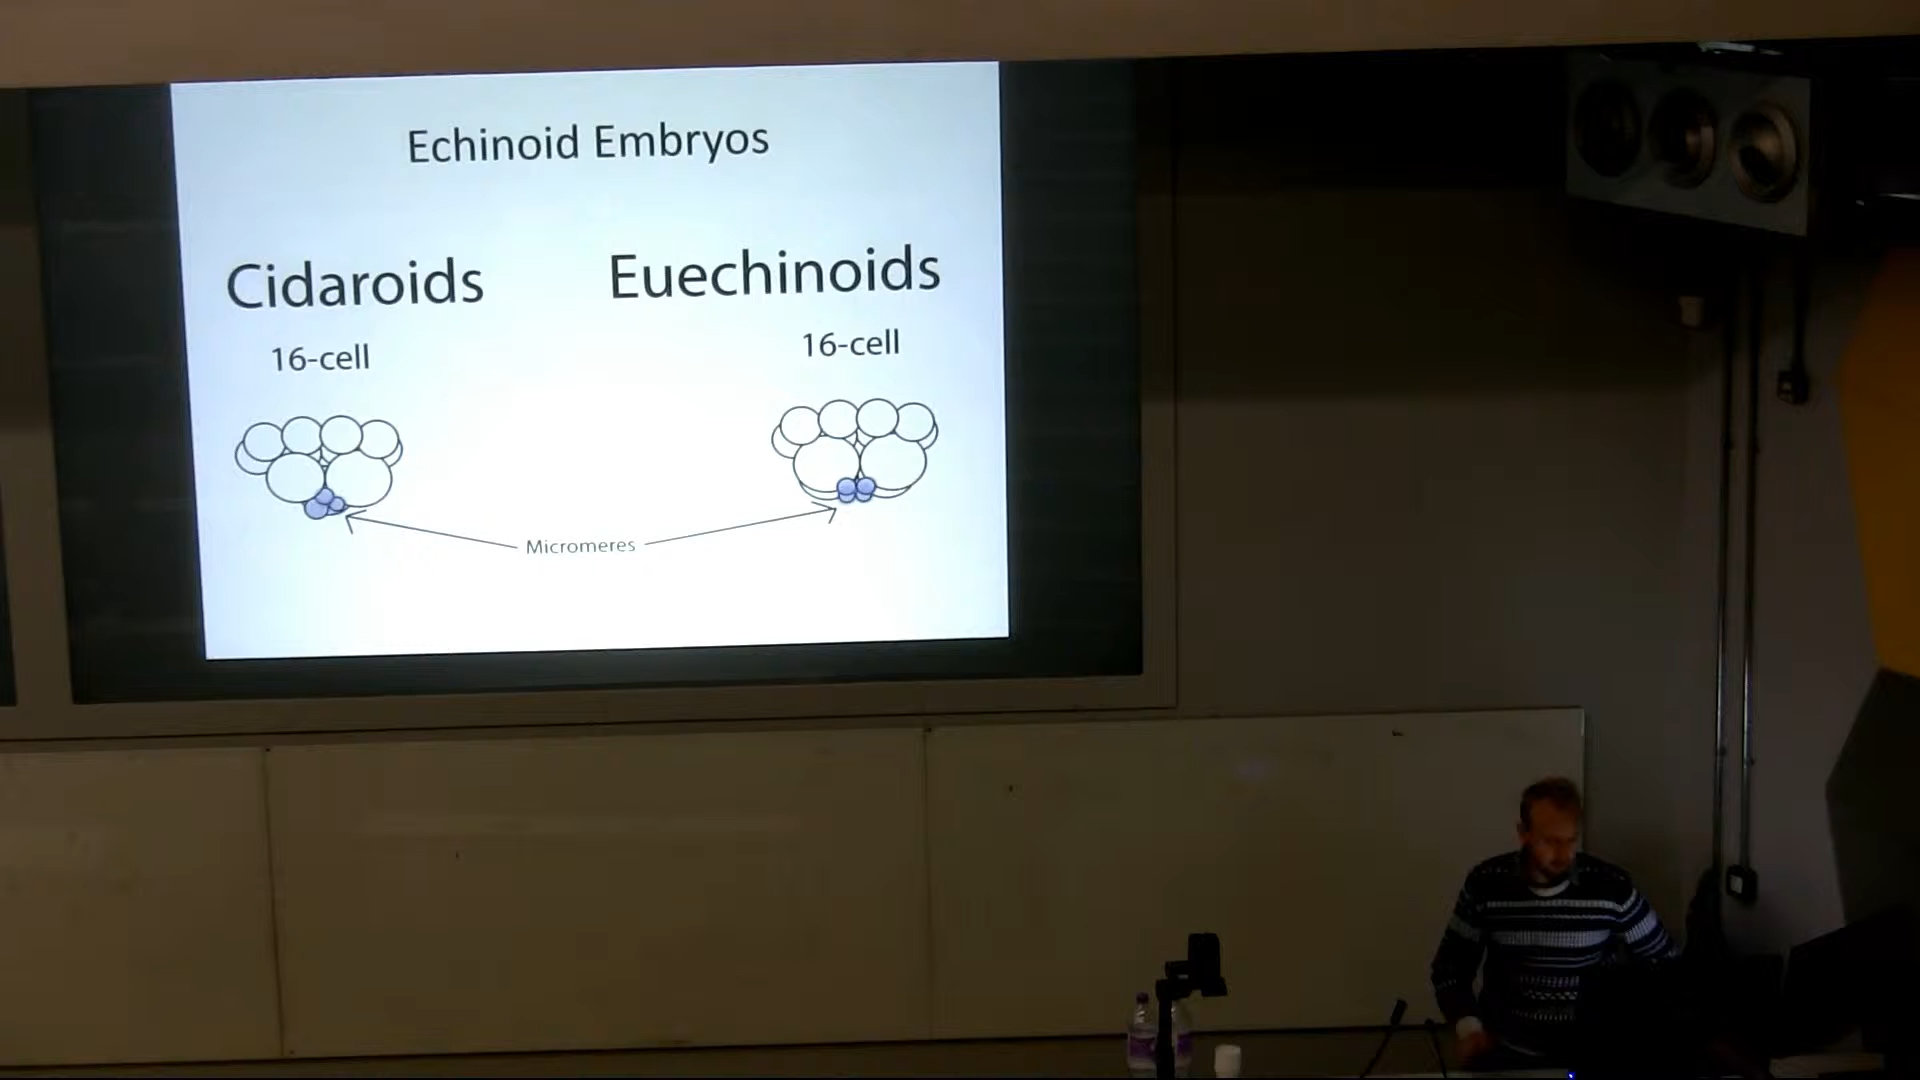 Echinoid Embryos
Cidaroids
Euechinoids
16-cell
16-cell
Micromeres